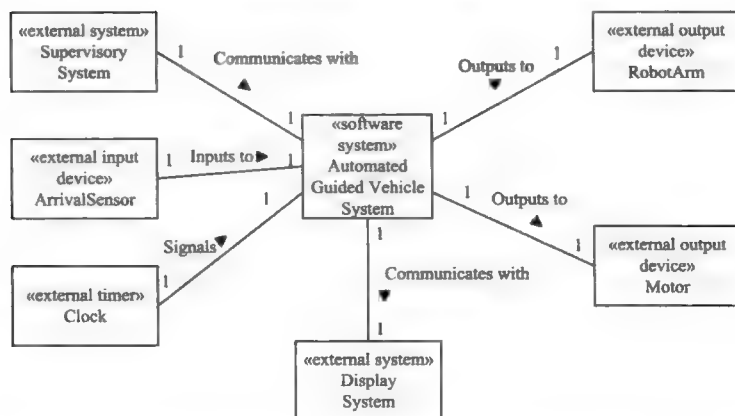 «external system»
Supervisory
System
1
Communicates with
1
«external input
device»
ArrivalSensor
1
Inputs to
1
«external timer»
Clock
1
Signals
1
«software
system»
Automated
Guided Vehicle
System
1
Outputs to
1
«external output
device»
RobotArm
1
Outputs to
1
«external output
device»
Motor
1
Communicates with
1
«external system»
Display
System